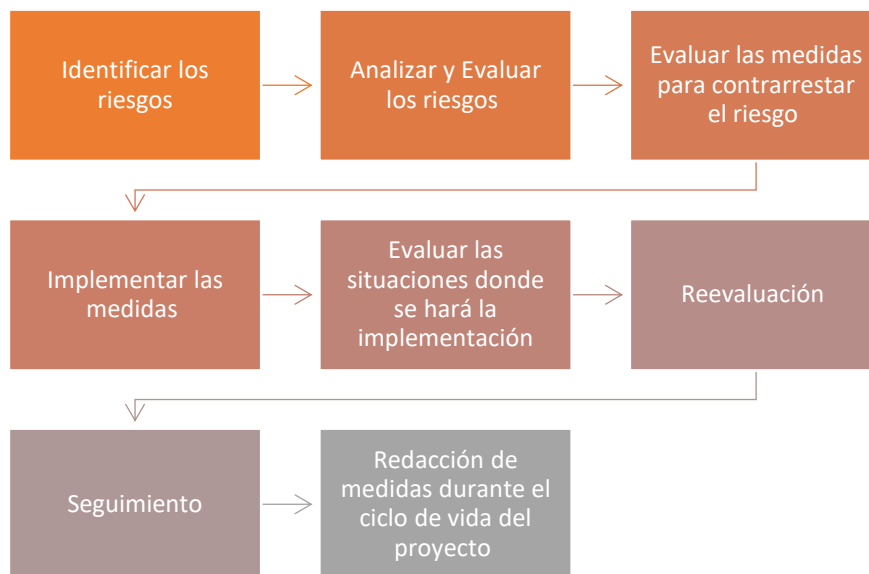 Identificar los
riesgos
Analizar y Evaluar
los riesgos
Evaluar las medidas
para contrarrestar
el riesgo
Implementar las
medidas
Evaluar las
situaciones donde
se hará la
implementación
Reevaluación
Seguimiento
Redacción de
medidas durante el
ciclo de vida del
proyecto